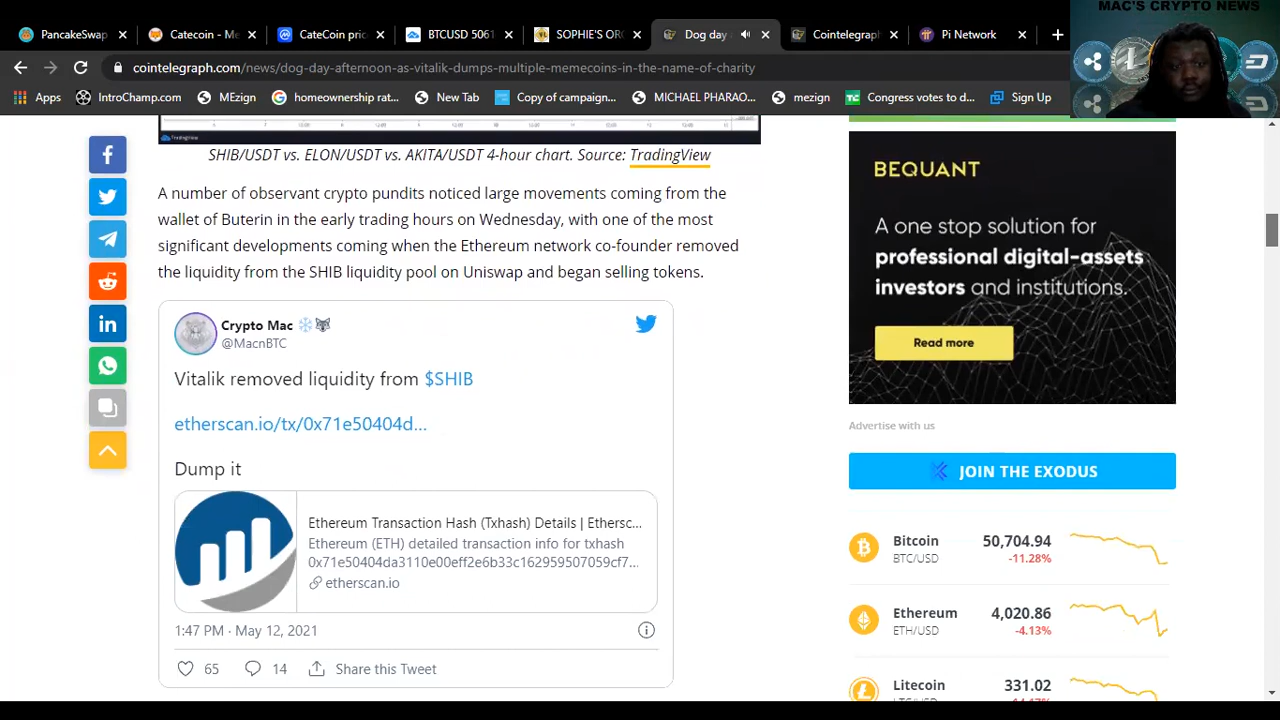 MAC'S CRYPTO NEWS
PancakeSwap
Catecoin - Me
CateCoin pric
BTCUSD 5061
SOPHIE'S OR
Dog day a
Cointelegraph
Pi Network
cointelegraph.com/news/dog-day-afternoon-as-vitalik-dumps-multiple-memecoins-in-the-name-of-charity
Apps
IntroChamp.com
MEzign
homeownership rat...
New Tab
Copy of campaign...
MICHAEL PHARAO...
mezign
Congress votes to d...
Sign Up
TradingView
SHIB/USDT vs. ELON/USDT vs. AKITA/USDT 4-hour chart. Source: TradingView
A number of observant crypto pundits noticed large movements coming from the
wallet of Buterin in the early trading hours on Wednesday, with one of the most
significant developments coming when the Ethereum network co-founder removed
the liquidity from the SHIB liquidity pool on Uniswap and began selling tokens.
Crypto Mac
@MacnBTC
Vitalik removed liquidity from $SHIB
etherscan.io/tx/0x71e50404d...
Dump it
Ethereum Transaction Hash (Txhash) Details | Ethersc...
Ethereum (ETH) detailed transaction info for txhash
0x71e50404da3110e00eff2e6b33c162959507059cf7...
etherscan.io
1:47 PM · May 12, 2021
65
14
Share this Tweet
BEQUANT
A one stop solution for
professional digital-assets
investors and institutions.
Read more
Advertise with us
JOIN THE EXODUS
Bitcoin
50,704.94
BTC/USD
-11.28%
Ethereum
4,020.86
ETH/USD
-4.13%
Litecoin
331.02